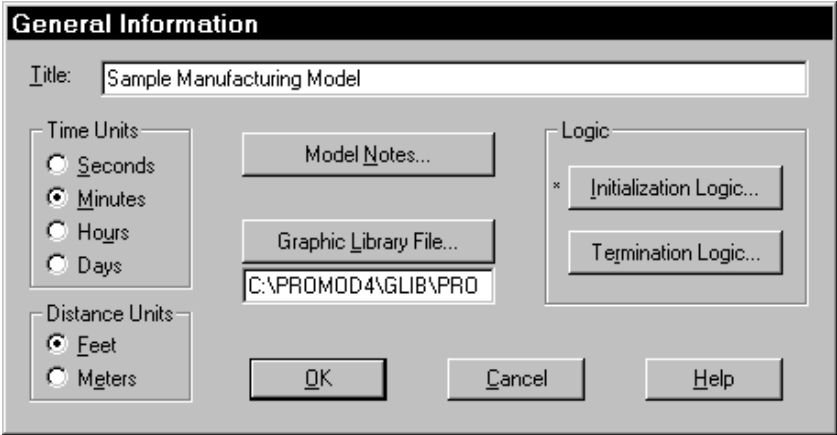 General Information
Title: Sample Manufacturing Model
Time Units
Seconds
Minutes
Hours
Days
Distance Units
Feet
Meters
Model Notes...
Graphic Library File...
C:\PROMOD4\GLIB\PRO
Logic
* Initialization Logic...
Termination Logic...
OK
Cancel
Help